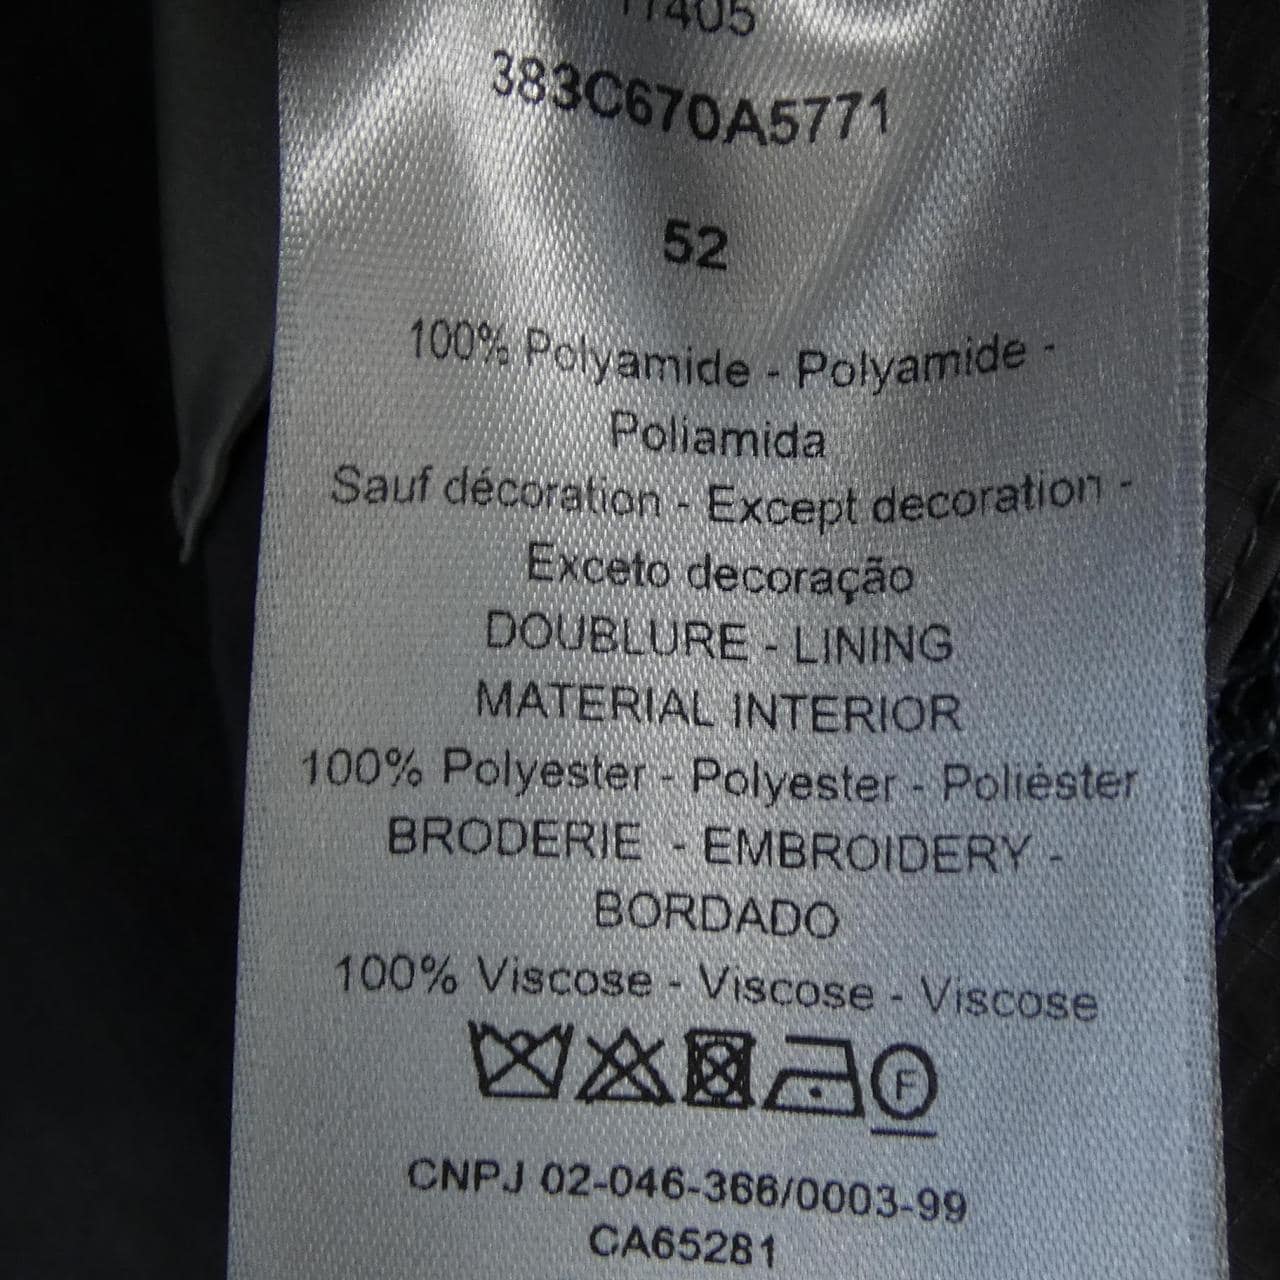 383C670A5771
52
100% Polyamide - Polyamide -
Poliamida
Sauf décoration - Except decoration -
Exceto decoração
DOUBLURE - LINING
MATERIAL INTERIOR
100% Polyester - Polyester - Poliéster
BRODERIE - EMBROIDERY -
BORDADO
100% Viscose - Viscose - Viscose
F
CNPJ 02-046-366/0003-99
CA65281